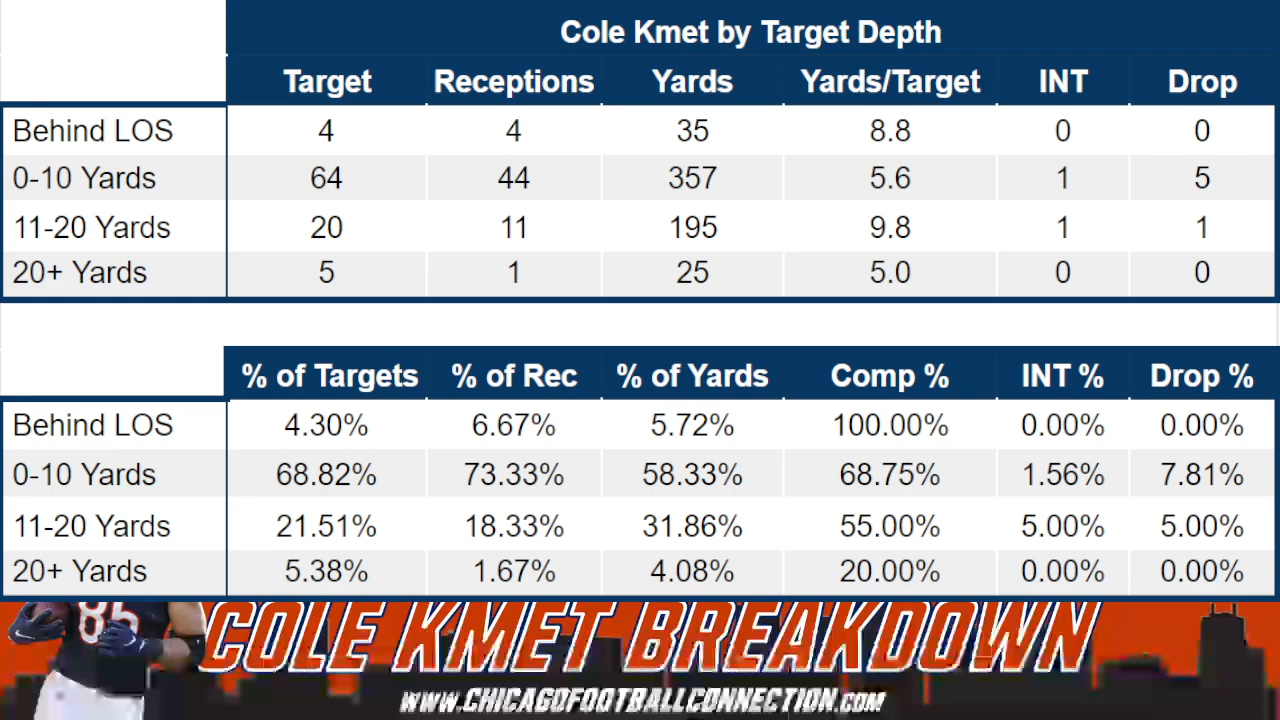 Cole Kmet by Target Depth
Target Receptions Yards Yards/Target INT Drop
Behind LOS 4 4 35 8.8 0 0
0-10 Yards 64 44 357 5.6 1 5
11-20 Yards 20 11 195 9.8 1 1
20+ Yards 5 1 25 5.0 0 0
% of Targets % of Rec % of Yards Comp % INT % Drop %
Behind LOS 4.30% 6.67% 5.72% 100.00% 0.00% 0.00%
0-10 Yards 68.82% 73.33% 58.33% 68.75% 1.56% 7.81%
11-20 Yards 21.51% 18.33% 31.86% 55.00% 5.00% 5.00%
20+ Yards 5.38% 1.67% 4.08% 20.00% 0.00% 0.00%
85
COLE KMET BREAKDOWN
WWW.CHICAGOFOOTBALLCONNECTION.COM